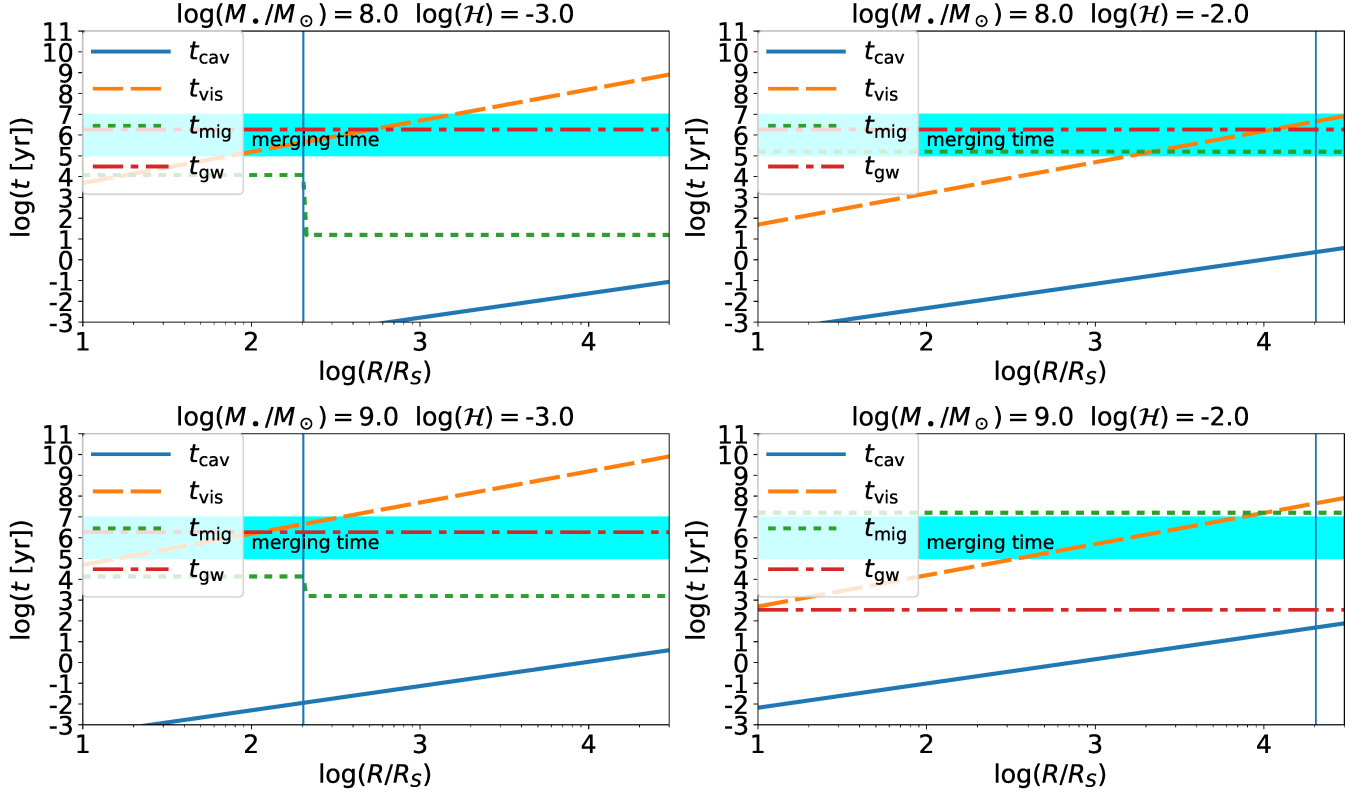 log(M•/M⊙) = 8.0 log(ℋ) = -3.0
11
10
9
8
7
6
5
4
3
2
1
0
-1
-2
-3
log(t [yr])
t_cav
t_vis
t_mig
t_gw
merging time
1 2 3 4
log(R/R_S)
log(M•/M⊙) = 8.0 log(ℋ) = -2.0
11
10
9
8
7
6
5
4
3
2
1
0
-1
-2
-3
log(t [yr])
t_cav
t_vis
t_mig
t_gw
merging time
1 2 3 4
log(R/R_S)
log(M•/M⊙) = 9.0 log(ℋ) = -3.0
11
10
9
8
7
6
5
4
3
2
1
0
-1
-2
-3
log(t [yr])
t_cav
t_vis
t_mig
t_gw
merging time
1 2 3 4
log(R/R_S)
log(M•/M⊙) = 9.0 log(ℋ) = -2.0
11
10
9
8
7
6
5
4
3
2
1
0
-1
-2
-3
log(t [yr])
t_cav
t_vis
t_mig
t_gw
merging time
1 2 3 4
log(R/R_S)